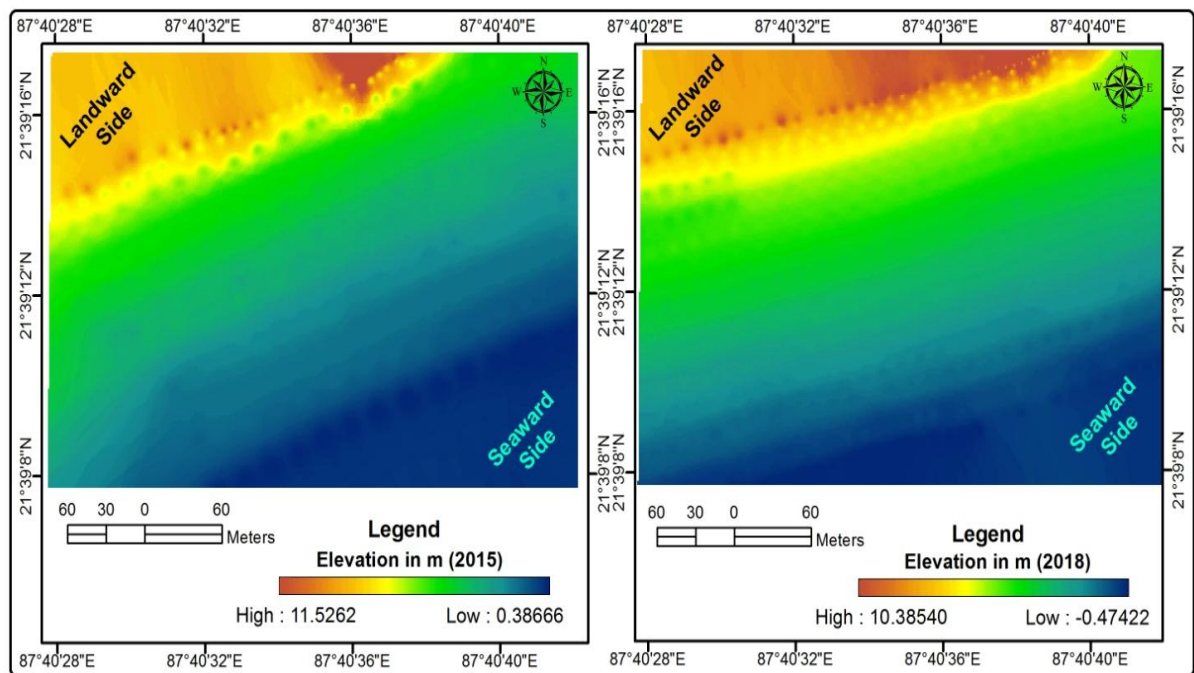 87°40'28"E 87°40'32"E 87°40'36"E 87°40'40"E
21°39'16"N
21°39'12"N
21°39'8"N
Landward
Side
N
W E
S
Seaward
Side
21°39'16"N
21°39'12"N
21°39'8"N
60 30 0 60
Meters
Legend
Elevation in m (2015)
High : 11.5262 Low : 0.38666
87°40'28"E 87°40'32"E 87°40'36"E 87°40'40"E
87°40'28"E 87°40'32"E 87°40'36"E 87°40'40"E
21°39'16"N
21°39'12"N
21°39'8"N
Landward
Side
N
W E
S
Seaward
Side
21°39'16"N
21°39'12"N
21°39'8"N
60 30 0 60
Meters
Legend
Elevation in m (2018)
High : 10.38540 Low : -0.47422
87°40'28"E 87°40'32"E 87°40'36"E 87°40'40"E